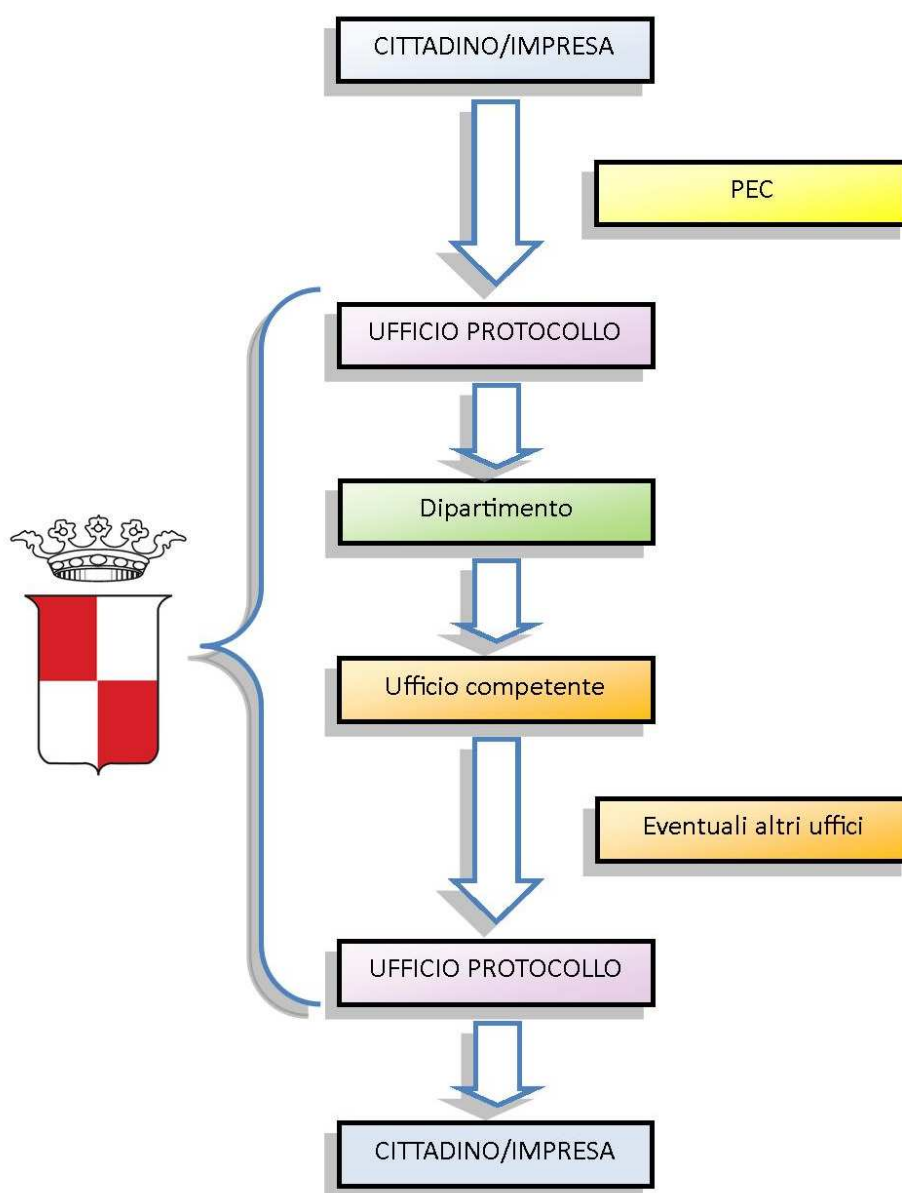 CITTADINO/IMPRESA
PEC
UFFICIO PROTOCOLLO
Dipartimento
Ufficio competente
Eventuali altri uffici
UFFICIO PROTOCOLLO
CITTADINO/IMPRESA